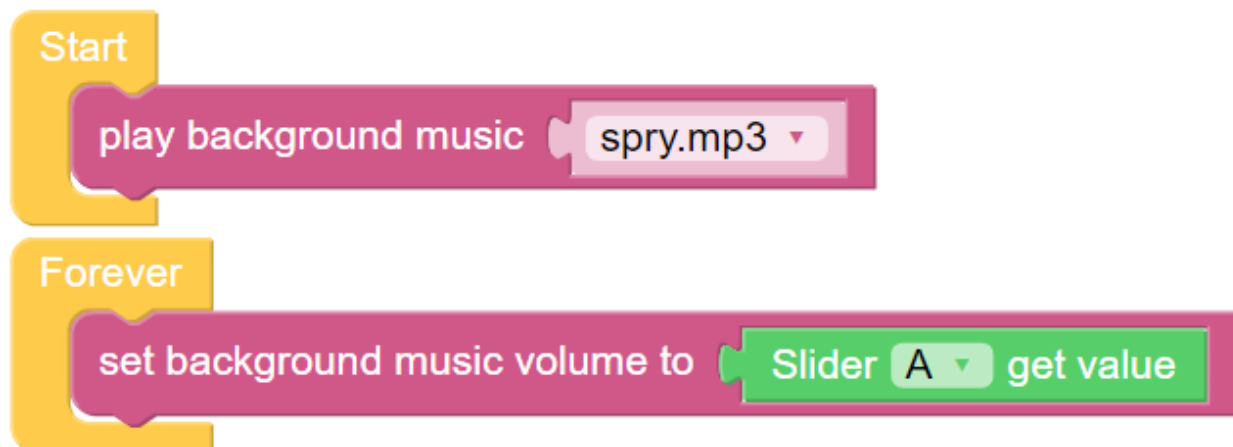 Start
play background music spry.mp3
Forever
set background music volume to Slider A get value